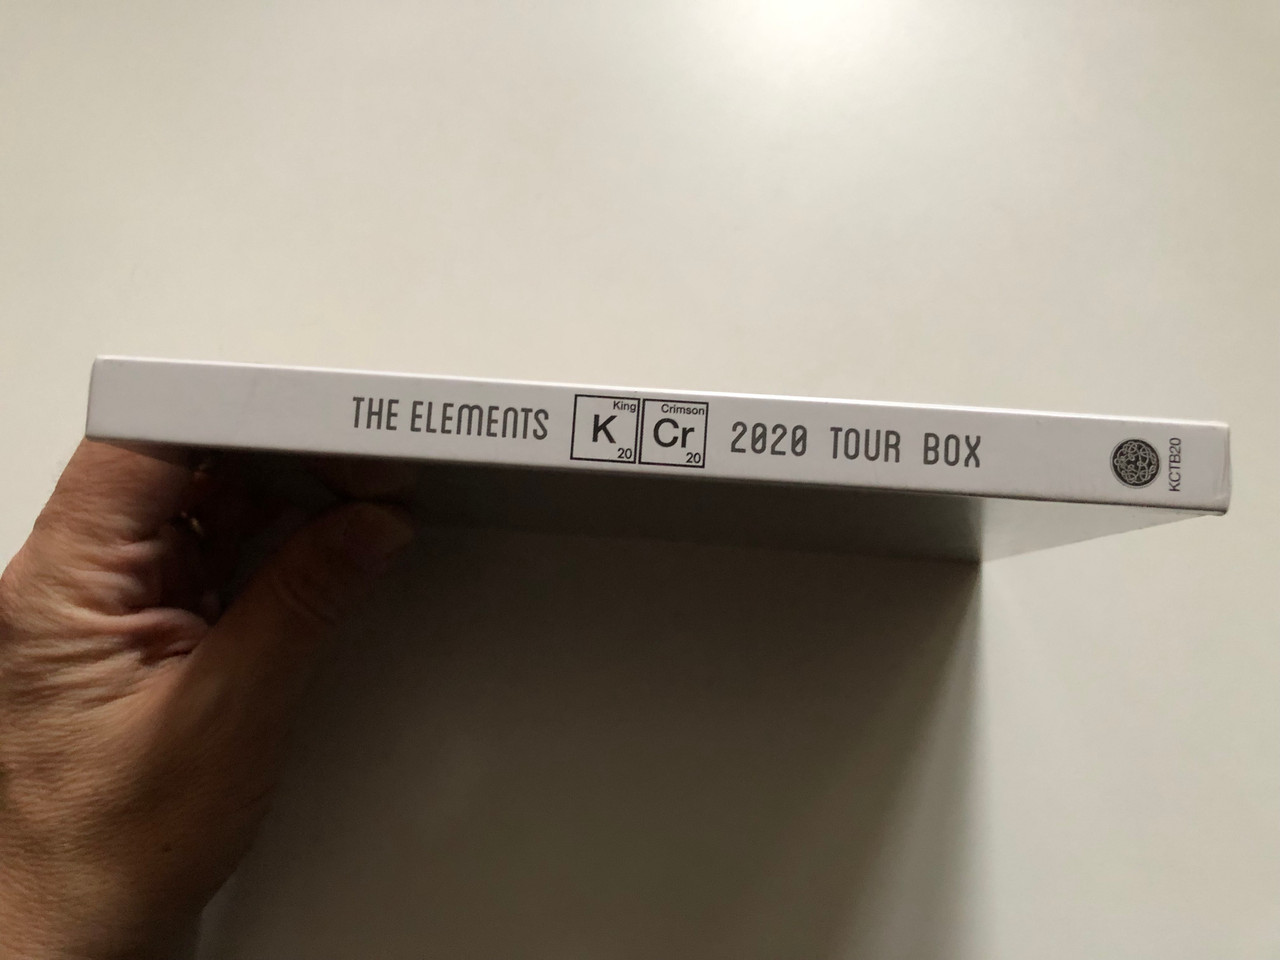 THE ELEMENTS
King
K
20
Crimson
Cr
20
2020 TOUR BOX
KCTB20